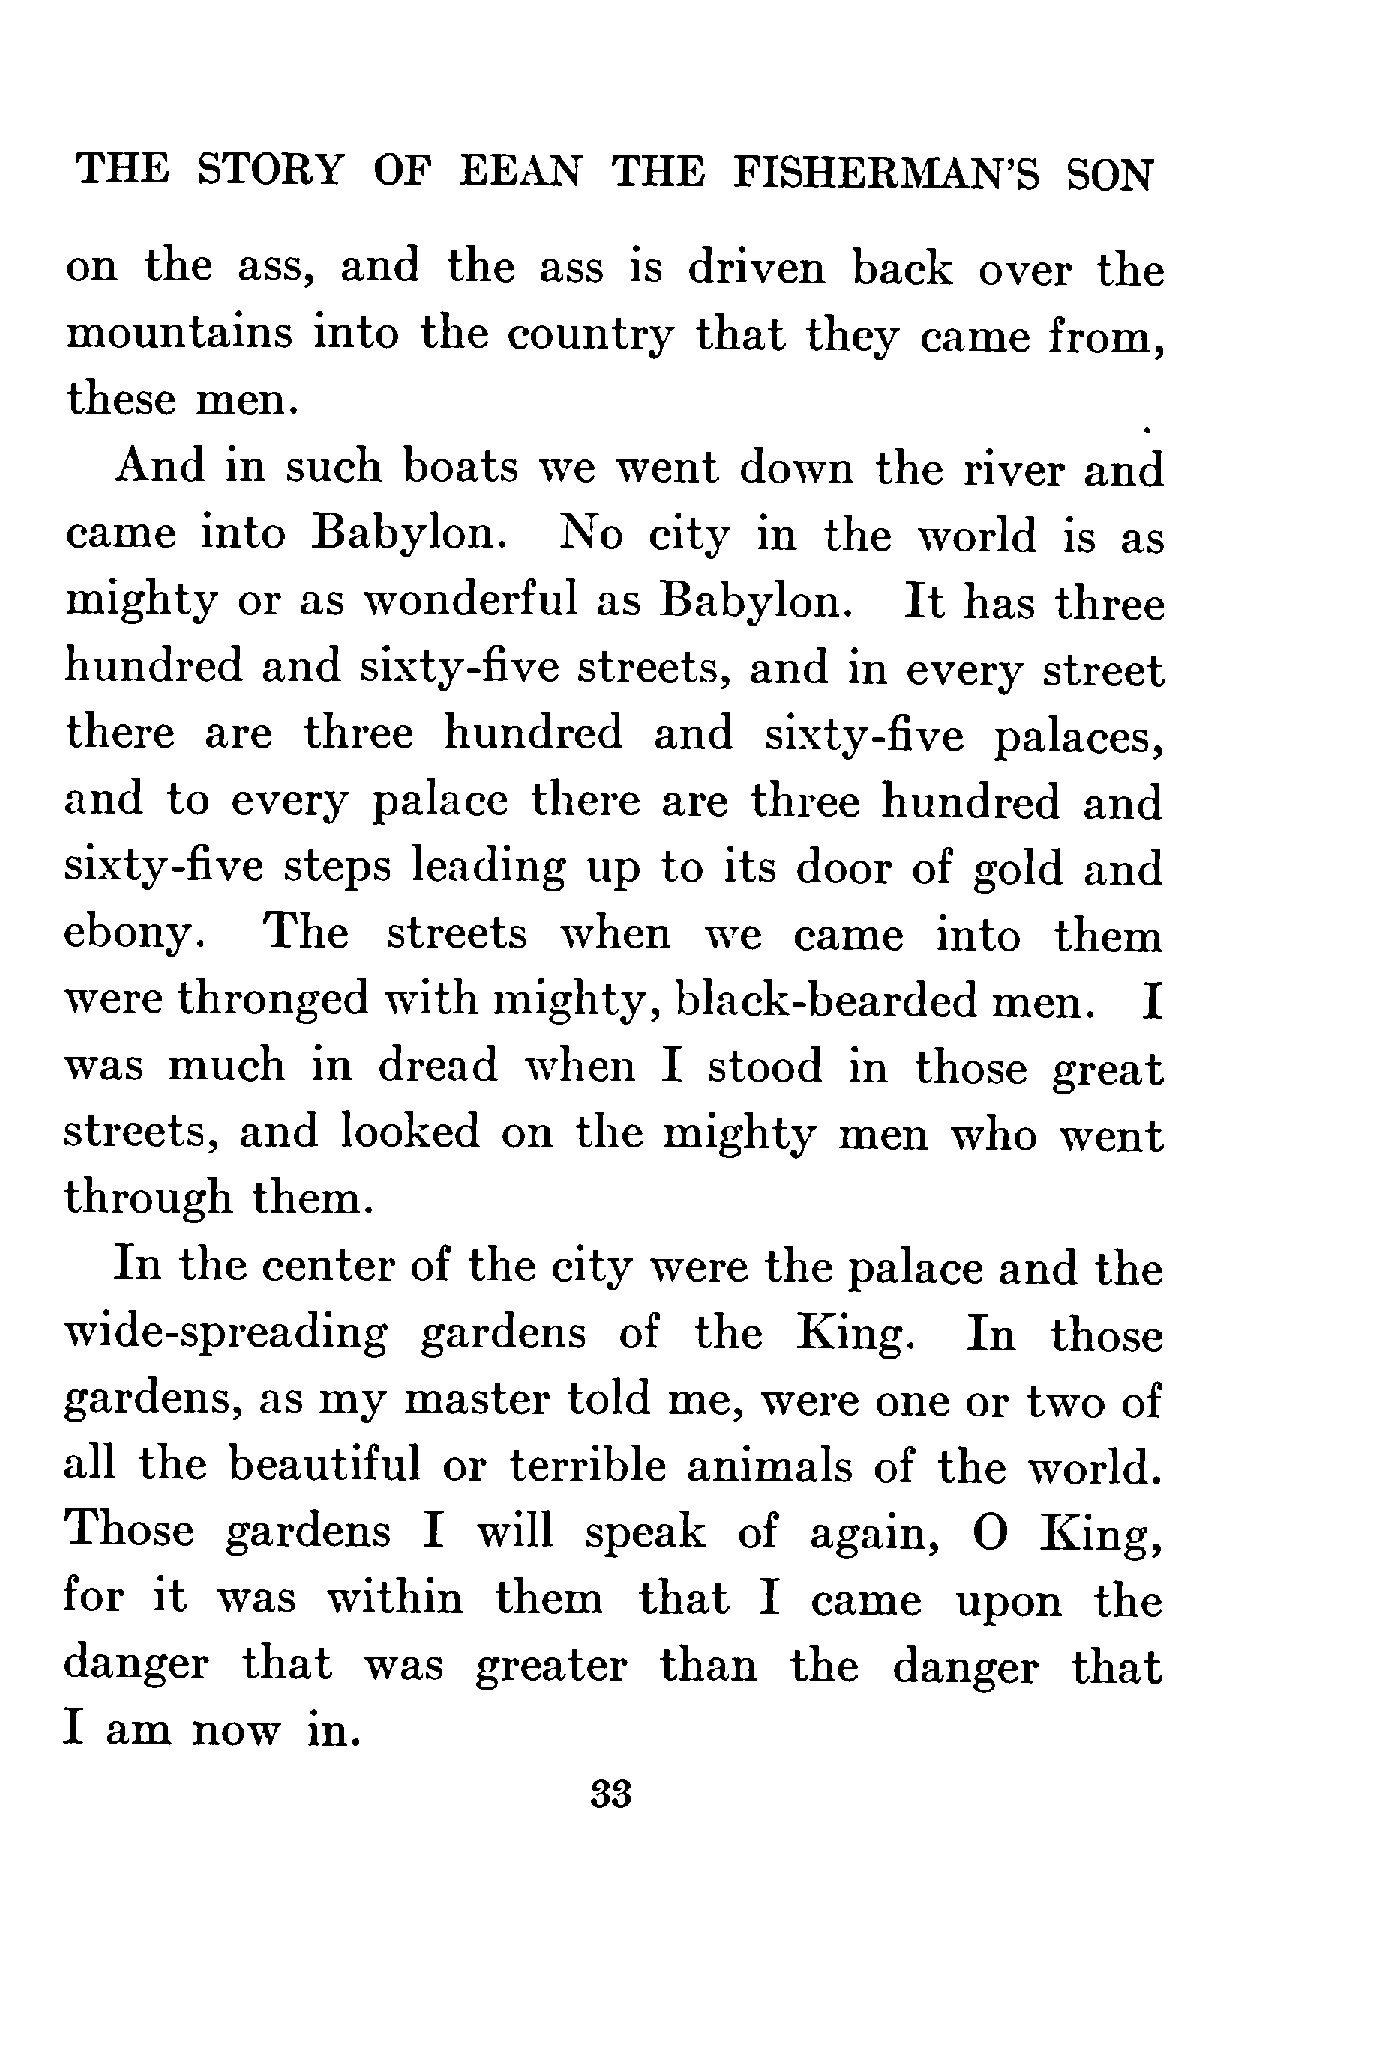 THE STORY OF EEAN THE FISHERMAN'S SON
on the ass, and the ass is driven back over the
mountains into the country that they came from,
these men.
And in such boats we went down the river and
came into Babylon. No city in the world is as
mighty or as wonderful as Babylon. It has three
hundred and sixty-five streets, and in every street
there are three hundred and sixty-five palaces,
and to every palace there are three hundred and
sixty-five steps leading up to its door of gold and
ebony. The streets when we came into them
were thronged with mighty, black-bearded men. I
was much in dread when I stood in those great
streets, and looked on the mighty men who went
through them.
In the center of the city were the palace and the
wide-spreading gardens of the King. In those
gardens, as my master told me, were one or two of
all the beautiful or terrible animals of the world.
Those gardens I will speak of again, O King,
for it was within them that I came upon the
danger that was greater than the danger that
I am now in.
33